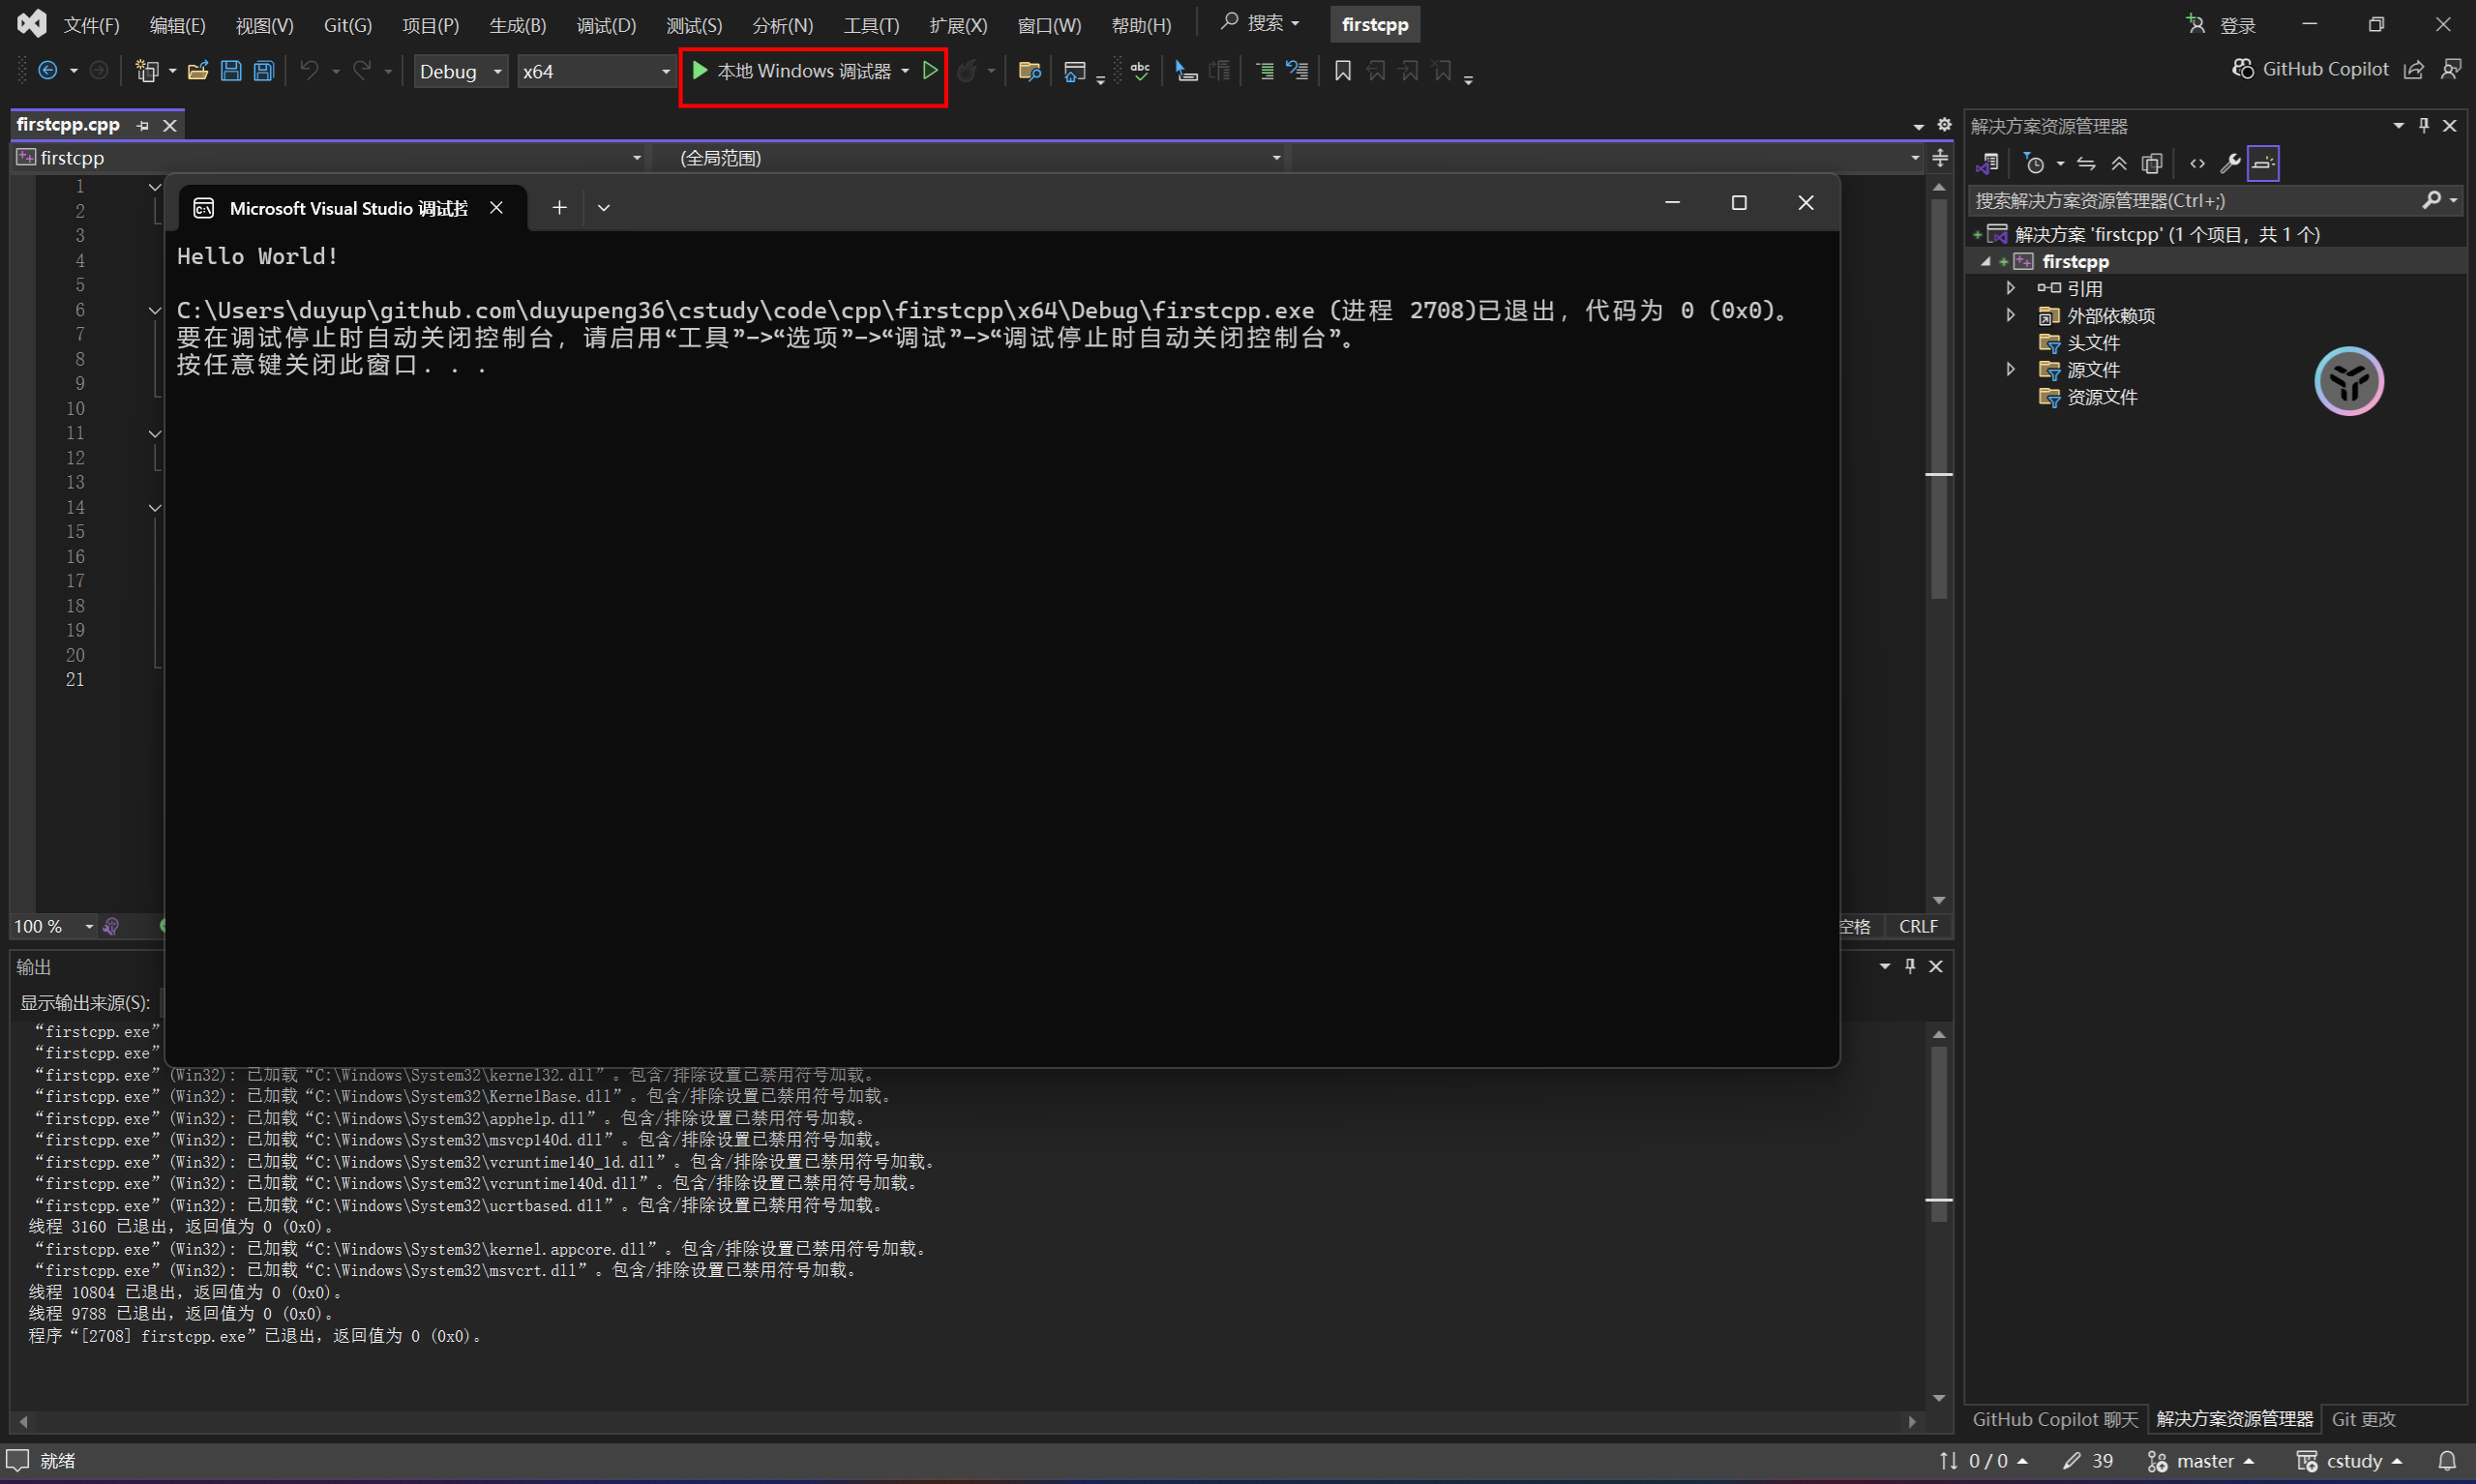 文件(F) 编辑(E) 视图(V) Git(G) 项目(P) 生成(B) 调试(D) 测试(S) 分析(N) 工具(T) 扩展(X) 窗口(W) 帮助(H) 搜索 firstcpp 登录
Debug x64 本地 Windows 调试器 abc GitHub Copilot
firstcpp.cpp
firstcpp (全局范围)
1
2
3
4
5
6
7
8
9
10
11
12
13
14
15
16
17
18
19
20
21
Microsoft Visual Studio 调试控
Hello World!
C:\Users\duyup\github.com\duyupeng36\cstudy\code\cpp\firstcpp\x64\Debug\firstcpp.exe (进程 2708)已退出，代码为 0 (0x0)。
要在调试停止时自动关闭控制台，请启用“工具”->“选项”->“调试”->“调试停止时自动关闭控制台”。
按任意键关闭此窗口. . .
100 % 空格 CRLF
输出
显示输出来源(S):
“firstcpp.exe”
“firstcpp.exe”
“firstcpp.exe” (Win32): 已加载“C:\Windows\System32\kernel32.dll”。包含/排除设置已禁用符号加载。
“firstcpp.exe” (Win32): 已加载“C:\Windows\System32\KernelBase.dll”。包含/排除设置已禁用符号加载。
“firstcpp.exe” (Win32): 已加载“C:\Windows\System32\apphelp.dll”。包含/排除设置已禁用符号加载。
“firstcpp.exe” (Win32): 已加载“C:\Windows\System32\msvcp140d.dll”。包含/排除设置已禁用符号加载。
“firstcpp.exe” (Win32): 已加载“C:\Windows\System32\vcruntime140_1d.dll”。包含/排除设置已禁用符号加载。
“firstcpp.exe” (Win32): 已加载“C:\Windows\System32\vcruntime140d.dll”。包含/排除设置已禁用符号加载。
“firstcpp.exe” (Win32): 已加载“C:\Windows\System32\ucrtbased.dll”。包含/排除设置已禁用符号加载。
线程 3160 已退出，返回值为 0 (0x0)。
“firstcpp.exe” (Win32): 已加载“C:\Windows\System32\kernel.appcore.dll”。包含/排除设置已禁用符号加载。
“firstcpp.exe” (Win32): 已加载“C:\Windows\System32\msvcrt.dll”。包含/排除设置已禁用符号加载。
线程 10804 已退出，返回值为 0 (0x0)。
线程 9788 已退出，返回值为 0 (0x0)。
程序“[2708] firstcpp.exe”已退出，返回值为 0 (0x0)。
解决方案资源管理器
搜索解决方案资源管理器(Ctrl+;)
解决方案 'firstcpp' (1 个项目，共 1 个)
firstcpp
引用
外部依赖项
头文件
源文件
资源文件
GitHub Copilot 聊天 解决方案资源管理器 Git 更改
就绪 0 / 0 39 master cstudy